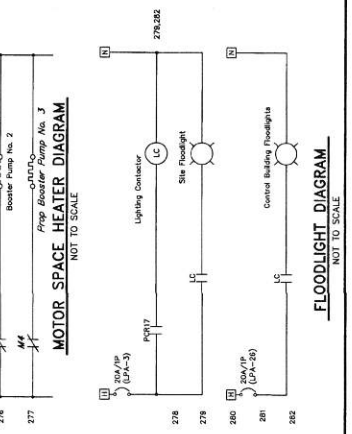 Booster Pump No. 2
276
M4
Prop Booster Pump No. 3
277
MOTOR SPACE HEATER DIAGRAM
NOT TO SCALE
H
N
20A/1P
(LPA-3)
PCR17
Lighting Contactor
LC
279,282
278
LC
Site Floodlight
279
H
N
280
20A/1P
(LPA-26)
281
LC
Control Building Floodlights
282
FLOODLIGHT DIAGRAM
NOT TO SCALE